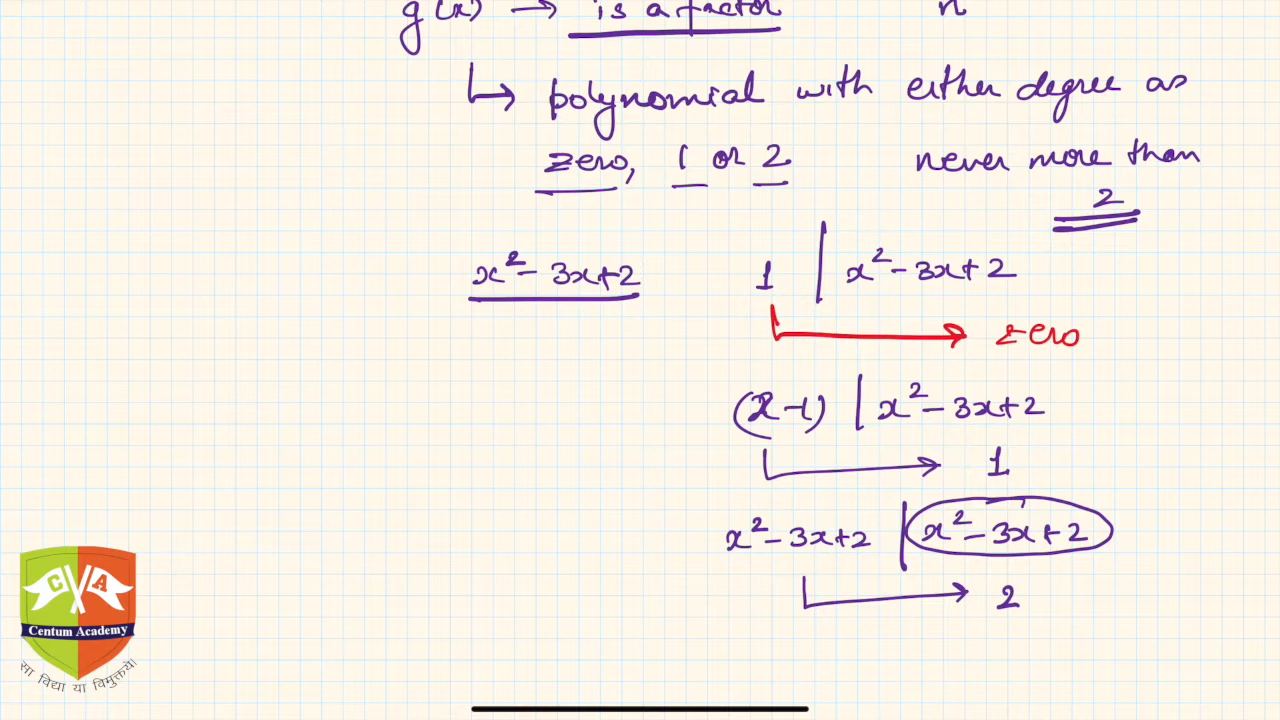 g(x) → is a factor n
↳ polynomial with either degree as
zero, 1 or 2 never more than
2
x² - 3x+2 1 | x² - 3x+2
zero
(x-1) | x² - 3x+2
1
x² - 3x+2 | x² - 3x+2
2
C A
Centum Academy
सा विद्या या विमुक्तये।